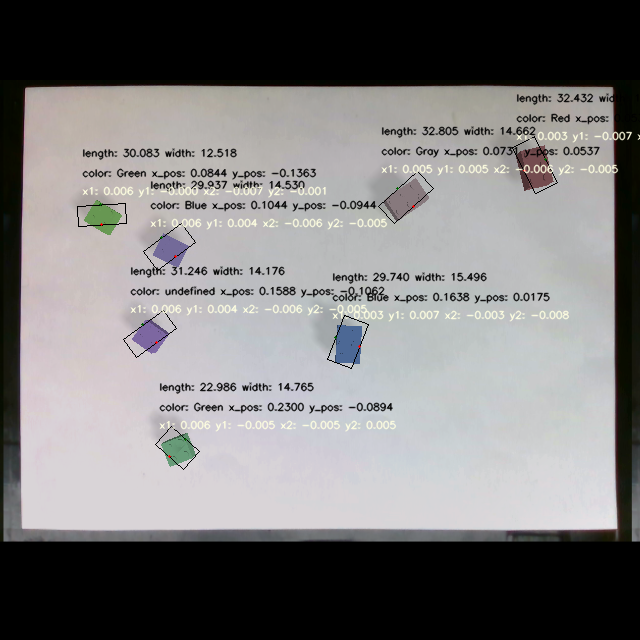 length: 32.432 wid
color: Red x_pos:
0.003 y1: -0.007 x
length: 32.805 width: 14.662
color: Gray x_pos: 0.073 y_pos: 0.0537
x1: 0.005 y1: 0.005 x2: -0.006 y2: -0.005
length: 30.083 width: 12.518
color: Green x_pos: 0.0844 y_pos: -0.1363
x1: 0.006 y1: -0.000 x2: -0.007 y2: -0.001
length: 29.937 width: 14.530
color: Blue x_pos: 0.1044 y_pos: -0.0944
x1: 0.006 y1: 0.004 x2: -0.006 y2: -0.005
length: 31.246 width: 14.176
color: undefined x_pos: 0.1588 y_pos: -0.1062
x1: 0.006 y1: 0.004 x2: -0.006 y2: -0.005
length: 29.740 width: 15.496
color: Blue x_pos: 0.1638 y_pos: 0.0175
0.003 y1: 0.007 x2: -0.003 y2: -0.008
length: 22.986 width: 14.765
color: Green x_pos: 0.2300 y_pos: -0.0894
x1: 0.006 y1: -0.005 x2: -0.005 y2: 0.005